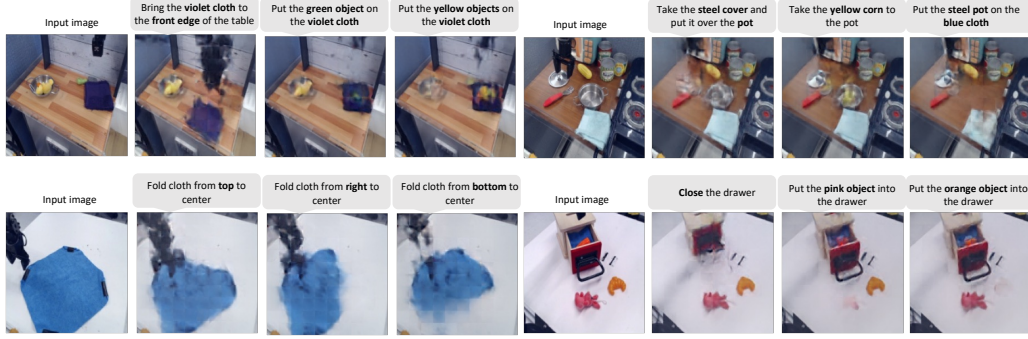 Input image
Bring the violet cloth to
the front edge of the table
Put the green object on
the violet cloth
Put the yellow objects on
the violet cloth
Input image
Take the steel cover and
put it over the pot
Take the yellow corn to
the pot
Put the steel pot on the
blue cloth
Input image
Fold cloth from top to
center
Fold cloth from right to
center
Fold cloth from bottom to
center
Input image
Close the drawer
Put the pink object into
the drawer
Put the orange object into
the drawer